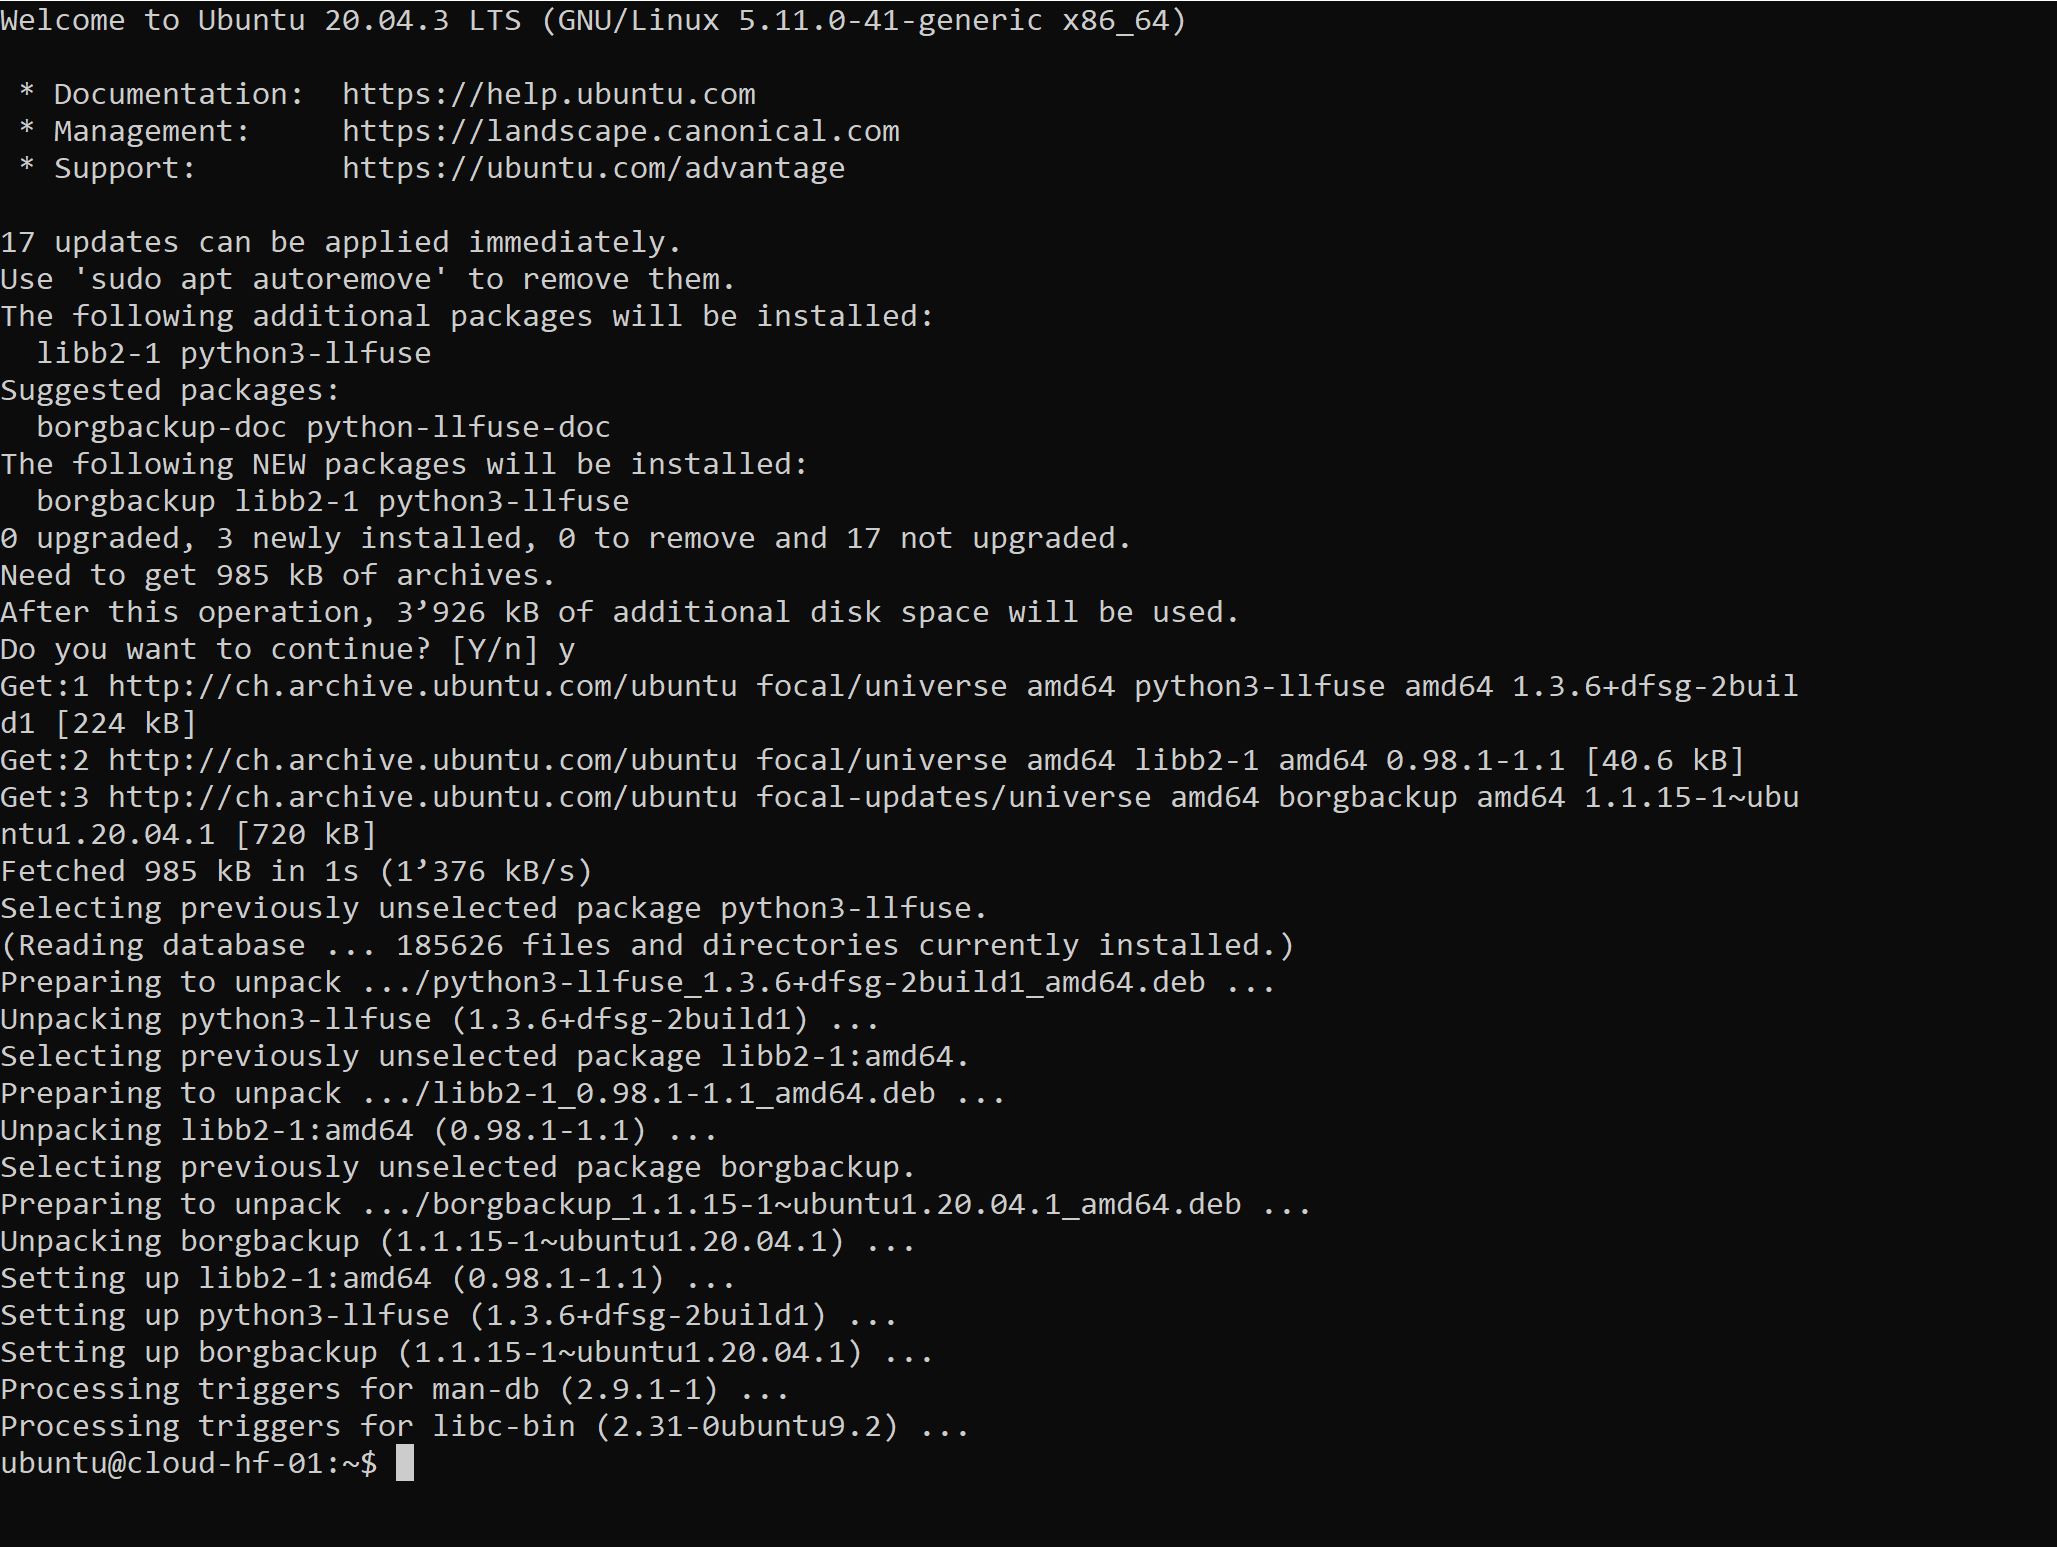 Welcome to Ubuntu 20.04.3 LTS (GNU/Linux 5.11.0-41-generic x86_64)
* Documentation:  https://help.ubuntu.com
* Management:     https://landscape.canonical.com
* Support:        https://ubuntu.com/advantage
17 updates can be applied immediately.
Use 'sudo apt autoremove' to remove them.
The following additional packages will be installed:
libb2-1 python3-llfuse
Suggested packages:
borgbackup-doc python-llfuse-doc
The following NEW packages will be installed:
borgbackup libb2-1 python3-llfuse
0 upgraded, 3 newly installed, 0 to remove and 17 not upgraded.
Need to get 985 kB of archives.
After this operation, 3’926 kB of additional disk space will be used.
Do you want to continue? [Y/n] y
Get:1 http://ch.archive.ubuntu.com/ubuntu focal/universe amd64 python3-llfuse amd64 1.3.6+dfsg-2buil
d1 [224 kB]
Get:2 http://ch.archive.ubuntu.com/ubuntu focal/universe amd64 libb2-1 amd64 0.98.1-1.1 [40.6 kB]
Get:3 http://ch.archive.ubuntu.com/ubuntu focal-updates/universe amd64 borgbackup amd64 1.1.15-1~ubu
ntu1.20.04.1 [720 kB]
Fetched 985 kB in 1s (1’376 kB/s)
Selecting previously unselected package python3-llfuse.
(Reading database ... 185626 files and directories currently installed.)
Preparing to unpack .../python3-llfuse_1.3.6+dfsg-2build1_amd64.deb ...
Unpacking python3-llfuse (1.3.6+dfsg-2build1) ...
Selecting previously unselected package libb2-1:amd64.
Preparing to unpack .../libb2-1_0.98.1-1.1_amd64.deb ...
Unpacking libb2-1:amd64 (0.98.1-1.1) ...
Selecting previously unselected package borgbackup.
Preparing to unpack .../borgbackup_1.1.15-1~ubuntu1.20.04.1_amd64.deb ...
Unpacking borgbackup (1.1.15-1~ubuntu1.20.04.1) ...
Setting up libb2-1:amd64 (0.98.1-1.1) ...
Setting up python3-llfuse (1.3.6+dfsg-2build1) ...
Setting up borgbackup (1.1.15-1~ubuntu1.20.04.1) ...
Processing triggers for man-db (2.9.1-1) ...
Processing triggers for libc-bin (2.31-0ubuntu9.2) ...
ubuntu@cloud-hf-01:~$